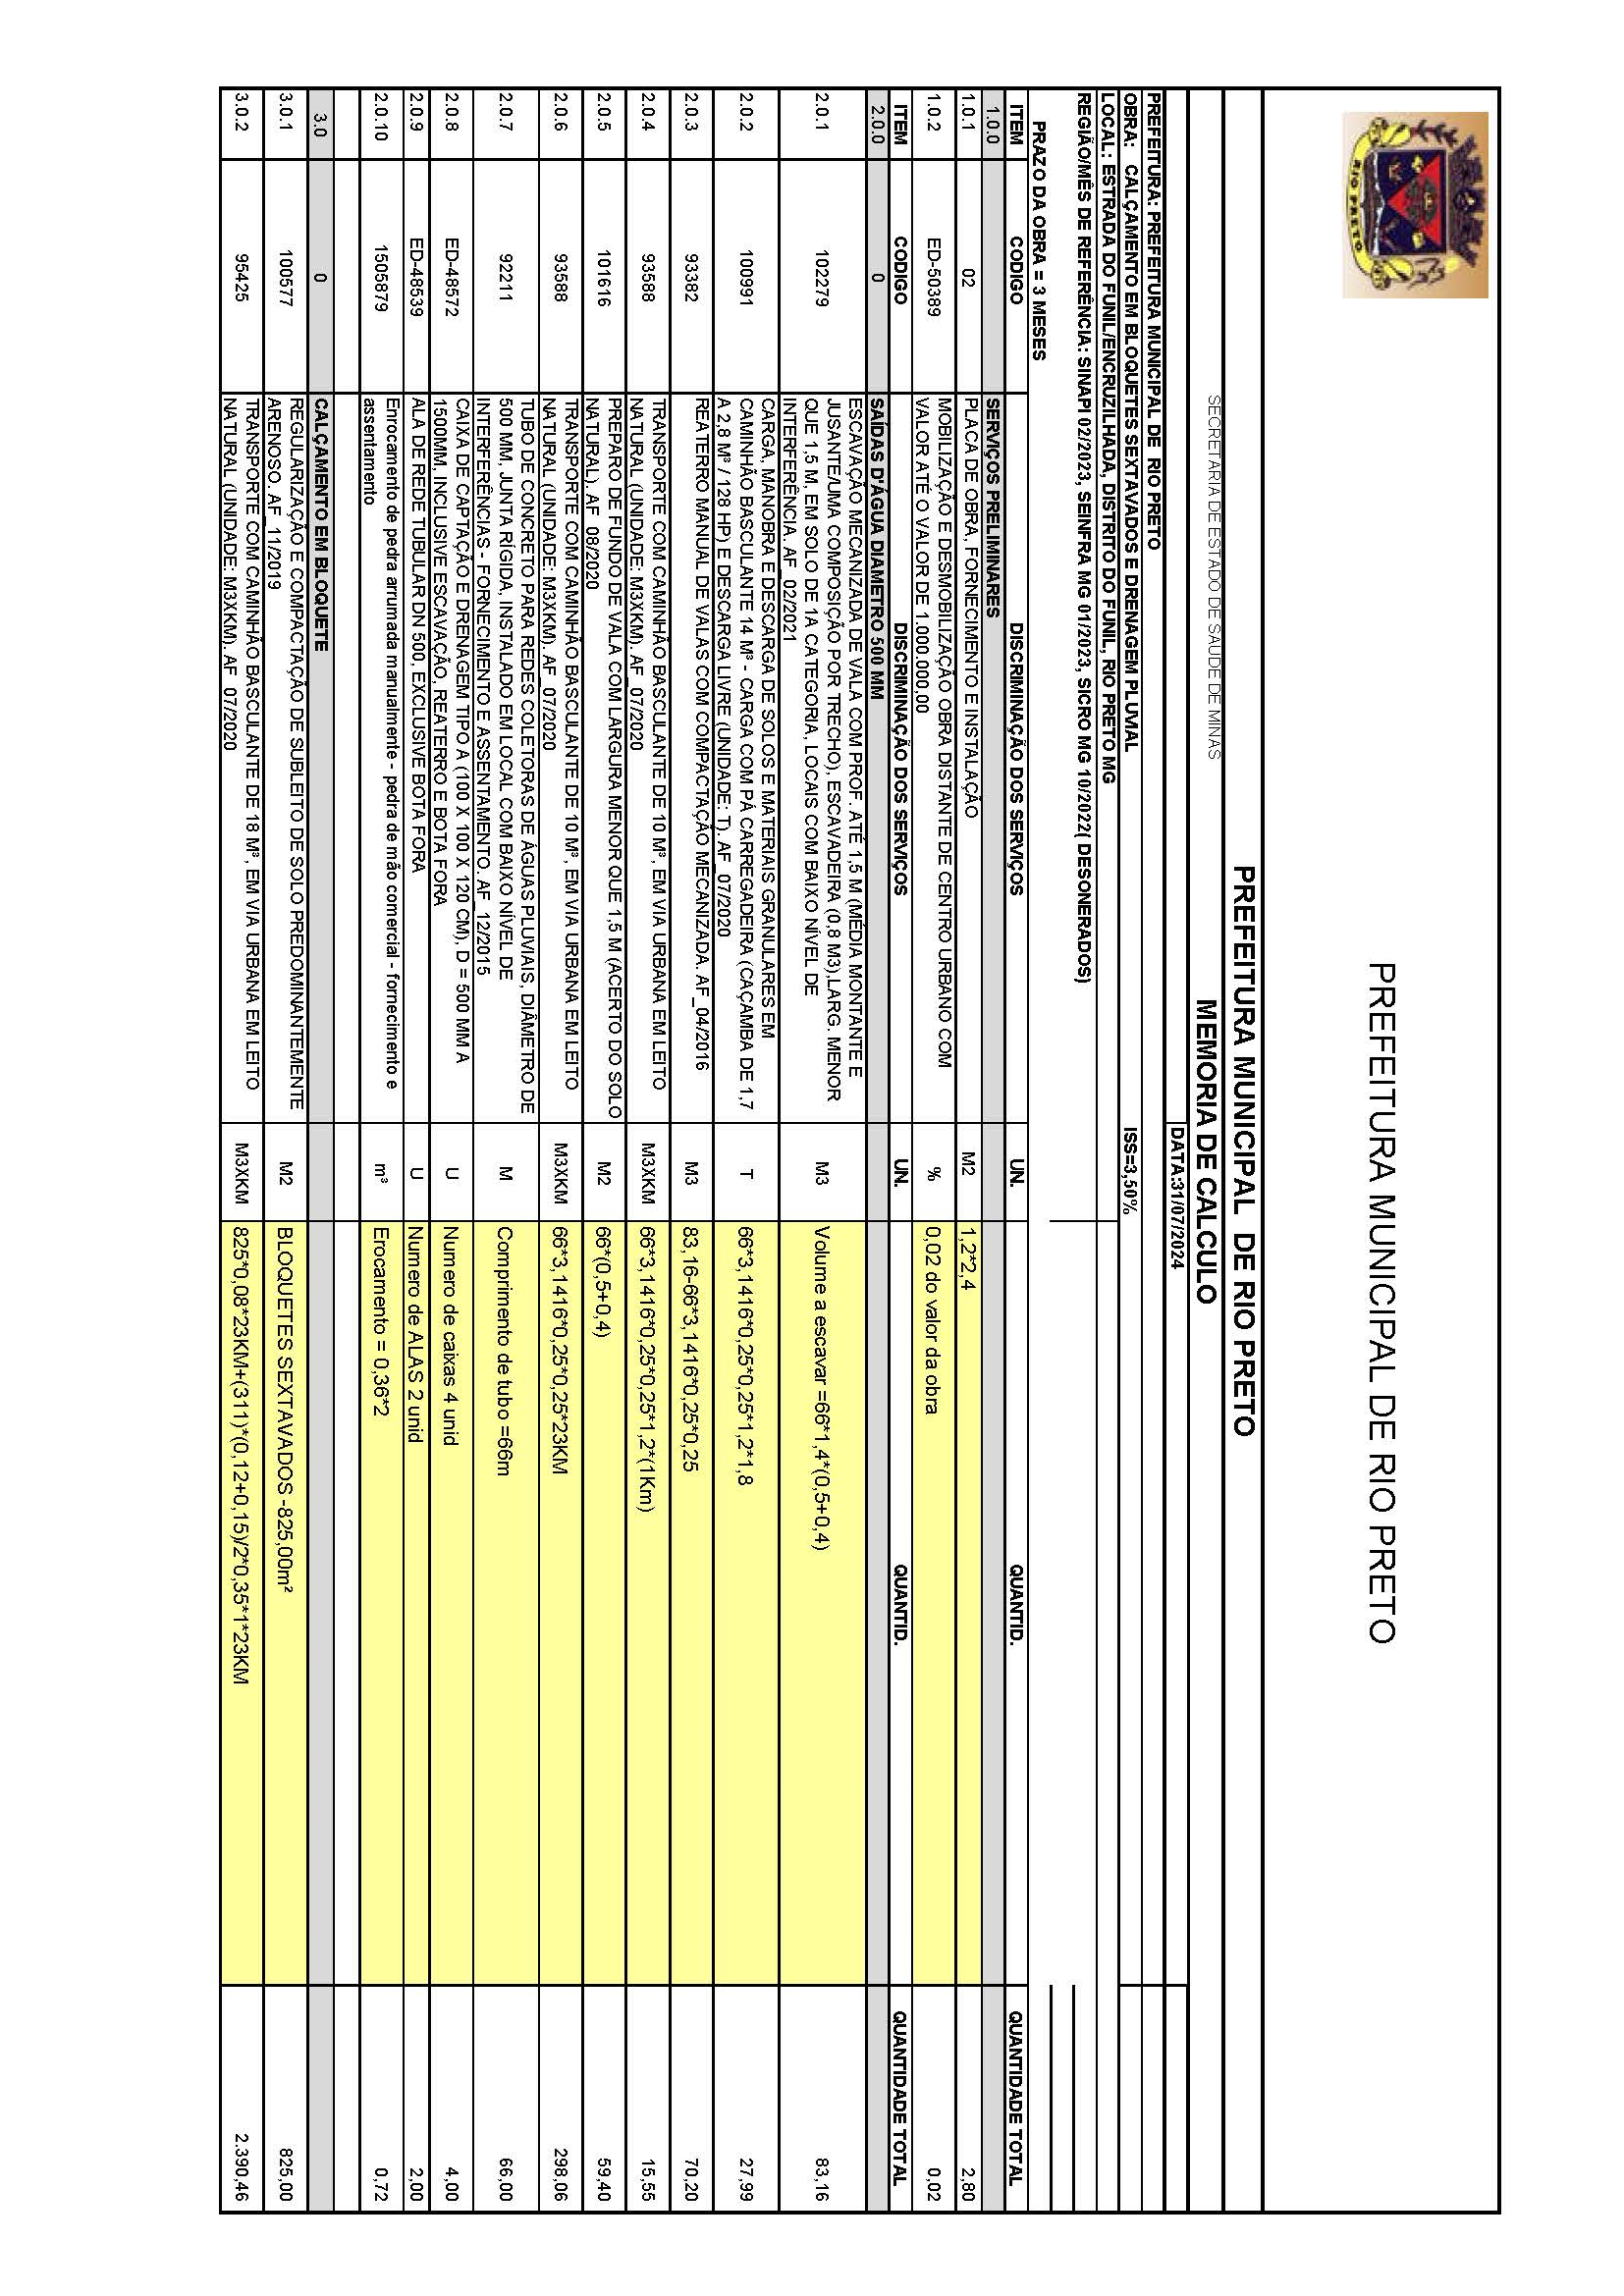 RIO PRETO
PREFEITURA MUNICIPAL DE RIO PRETO
PREFEITURA MUNICIPAL DE RIO PRETO
SECRETARIA DE ESTADO DE SAUDE DE MINAS
MEMORIA DE CALCULO
DATA:31/07/2024
PREFEITURA: PREFEITURA MUNICIPAL DE RIO PRETO
OBRA: CALÇAMENTO EM BLOQUETES SEXTAVADOS E DRENAGEM PLUVIAL ISS=3,50%
LOCAL: ESTRADA DO FUNIL/ENCRUZILHADA, DISTRITO DO FUNIL, RIO PRETO MG
REGIÃO/MÊS DE REFERÊNCIA: SINAPI 02/2023, SEINFRA MG 01/2023, SICRO MG 10/2022( DESONERADOS)
PRAZO DA OBRA = 3 MESES
ITEM CODIGO DISCRIMINAÇÃO DOS SERVIÇOS UN. QUANTID. QUANTIDADE TOTAL
1.0.0 SERVIÇOS PRELIMINARES
1.0.1 02 PLACA DE OBRA, FORNECIMENTO E INSTALAÇÃO M2 1,2*2,4 2,80
1.0.2 ED-50389 MOBILIZAÇÃO E DESMOBILIZAÇÃO OBRA DISTANTE DE CENTRO URBANO COM
VALOR ATÉ O VALOR DE 1.000.000,00 % 0,02 do valor da obra 0,02
ITEM CODIGO DISCRIMINAÇÃO DOS SERVIÇOS UN. QUANTID. QUANTIDADE TOTAL
2.0.0 0 SAÍDAS D'ÁGUA DIAMETRO 500 MM
2.0.1 102279 ESCAVAÇÃO MECANIZADA DE VALA COM PROF. ATÉ 1,5 M (MÉDIA MONTANTE E
JUSANTE/UMA COMPOSIÇÃO POR TRECHO), ESCAVADEIRA (0,8 M3),LARG. MENOR
QUE 1,5 M, EM SOLO DE 1A CATEGORIA, LOCAIS COM BAIXO NÍVEL DE
INTERFERÊNCIA. AF_02/2021 M3 Volume a escavar =66*1,4*(0,5+0,4) 83,16
2.0.2 100991 CARGA, MANOBRA E DESCARGA DE SOLOS E MATERIAIS GRANULARES EM
CAMINHÃO BASCULANTE 14 M³ - CARGA COM PÁ CARREGADEIRA (CAÇAMBA DE 1,7
A 2,8 M³ / 128 HP) E DESCARGA LIVRE (UNIDADE: T). AF_07/2020 T 66*3,1416*0,25*0,25*1,2*1,8 27,99
2.0.3 93382 REATERRO MANUAL DE VALAS COM COMPACTAÇÃO MECANIZADA. AF_04/2016 M3 83,16-66*3,1416*0,25*0,25 70,20
2.0.4 93588 TRANSPORTE COM CAMINHÃO BASCULANTE DE 10 M³, EM VIA URBANA EM LEITO
NATURAL (UNIDADE: M3XKM). AF_07/2020 M3XKM 66*3,1416*0,25*0,25*1,2*(1Km) 15,55
2.0.5 101616 PREPARO DE FUNDO DE VALA COM LARGURA MENOR QUE 1,5 M (ACERTO DO SOLO
NATURAL). AF_08/2020 M2 66*(0,5+0,4) 59,40
2.0.6 93588 TRANSPORTE COM CAMINHÃO BASCULANTE DE 10 M³, EM VIA URBANA EM LEITO
NATURAL (UNIDADE: M3XKM). AF_07/2020 M3XKM 66*3,1416*0,25*0,25*23KM 298,06
2.0.7 92211 TUBO DE CONCRETO PARA REDES COLETORAS DE ÁGUAS PLUVIAIS, DIÂMETRO DE
500 MM, JUNTA RÍGIDA, INSTALADO EM LOCAL COM BAIXO NÍVEL DE
INTERFERÊNCIAS - FORNECIMENTO E ASSENTAMENTO. AF_12/2015 M Comprimento de tubo =66m 66,00
2.0.8 ED-48572 CAIXA DE CAPTAÇÃO E DRENAGEM TIPO A (100 X 100 X 120 CM), D = 500 MM A
1500MM, INCLUSIVE ESCAVAÇÃO, REATERRO E BOTA FORA U Numero de caixas 4 unid 4,00
2.0.9 ED-48539 ALA DE REDE TUBULAR DN 500, EXCLUSIVE BOTA FORA U Numero de ALAS 2 unid 2,00
2.0.10 1505879 Enrocamento de pedra arrumada manualmente - pedra de mão comercial - fornecimento e
assentamento m³ Erocamento = 0,36*2 0,72
3.0 0 CALÇAMENTO EM BLOQUETE
3.0.1 100577 REGULARIZAÇÃO E COMPACTAÇÃO DE SUBLEITO DE SOLO PREDOMINANTEMENTE
ARENOSO. AF_11/2019 M2 BLOQUETES SEXTAVADOS -825,00m² 825,00
3.0.2 95425 TRANSPORTE COM CAMINHÃO BASCULANTE DE 18 M³, EM VIA URBANA EM LEITO
NATURAL (UNIDADE: M3XKM). AF_07/2020 M3XKM 825*0,08*23KM+(311)*(0,12+0,15)/2*0,35*1*23KM 2.390,46